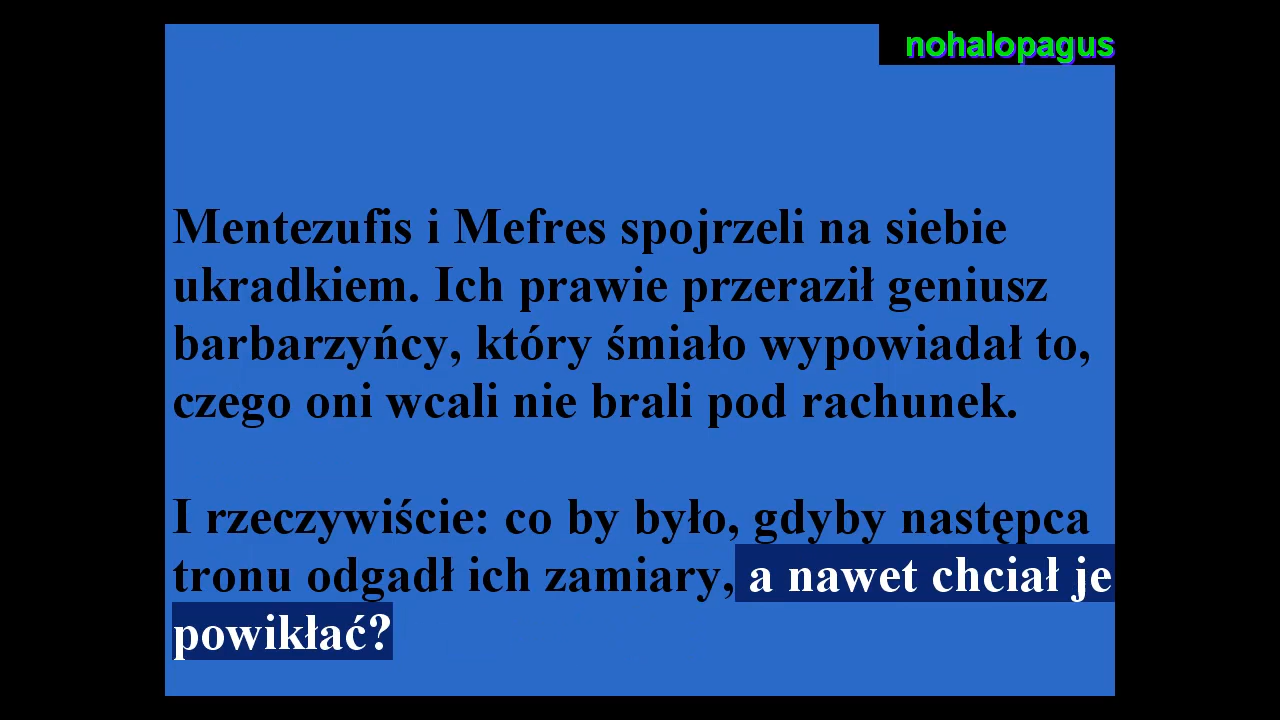 nohalopagus
Mentezufis i Mefres spojrzeli na siebie
ukradkiem. Ich prawie przeraził geniusz
barbarzyńcy, który śmiało wypowiadał to,
czego oni wcali nie brali pod rachunek.
I rzeczywiście: co by było, gdyby następca
tronu odgadł ich zamiary, a nawet chciał je
powikłać?